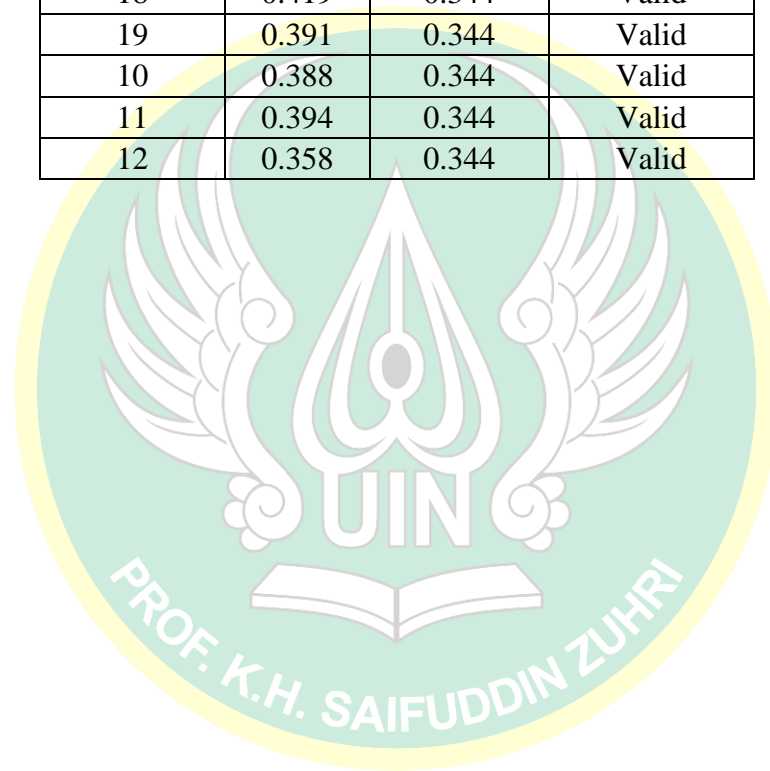 19 0.391 0.344 Valid
10 0.388 0.344 Valid
11 0.394 0.344 Valid
12 0.358 0.344 Valid
UIN
PROF. K.H. SAIFUDDIN ZUHRI